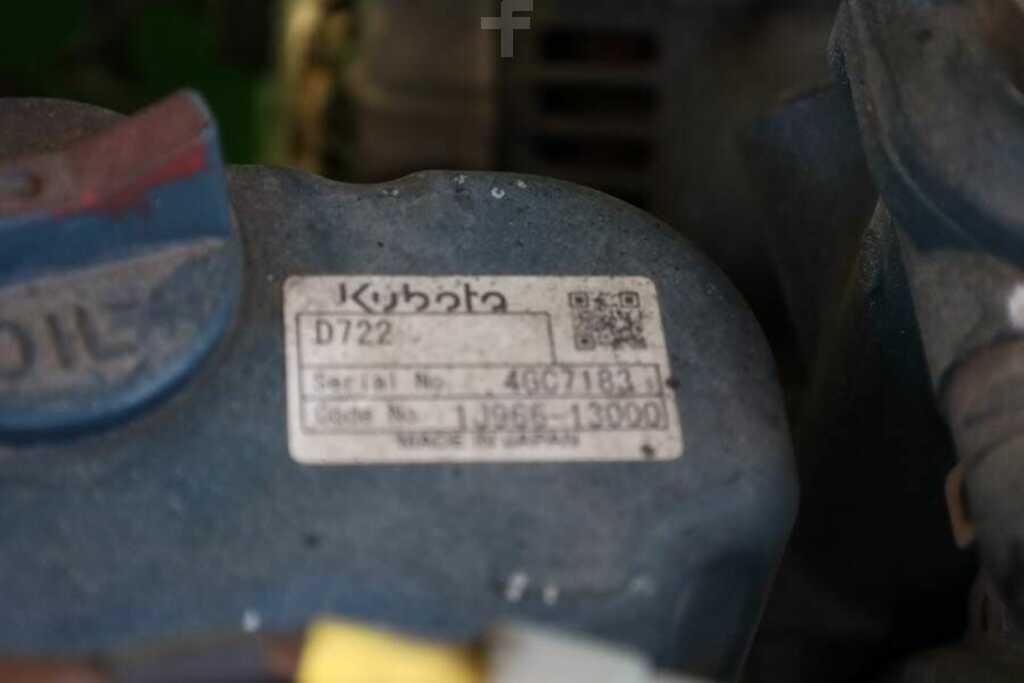 f
OIL
Kubota
D722
Serial No. 4GC7183
Code No. 1J966-13000
MADE IN JAPAN